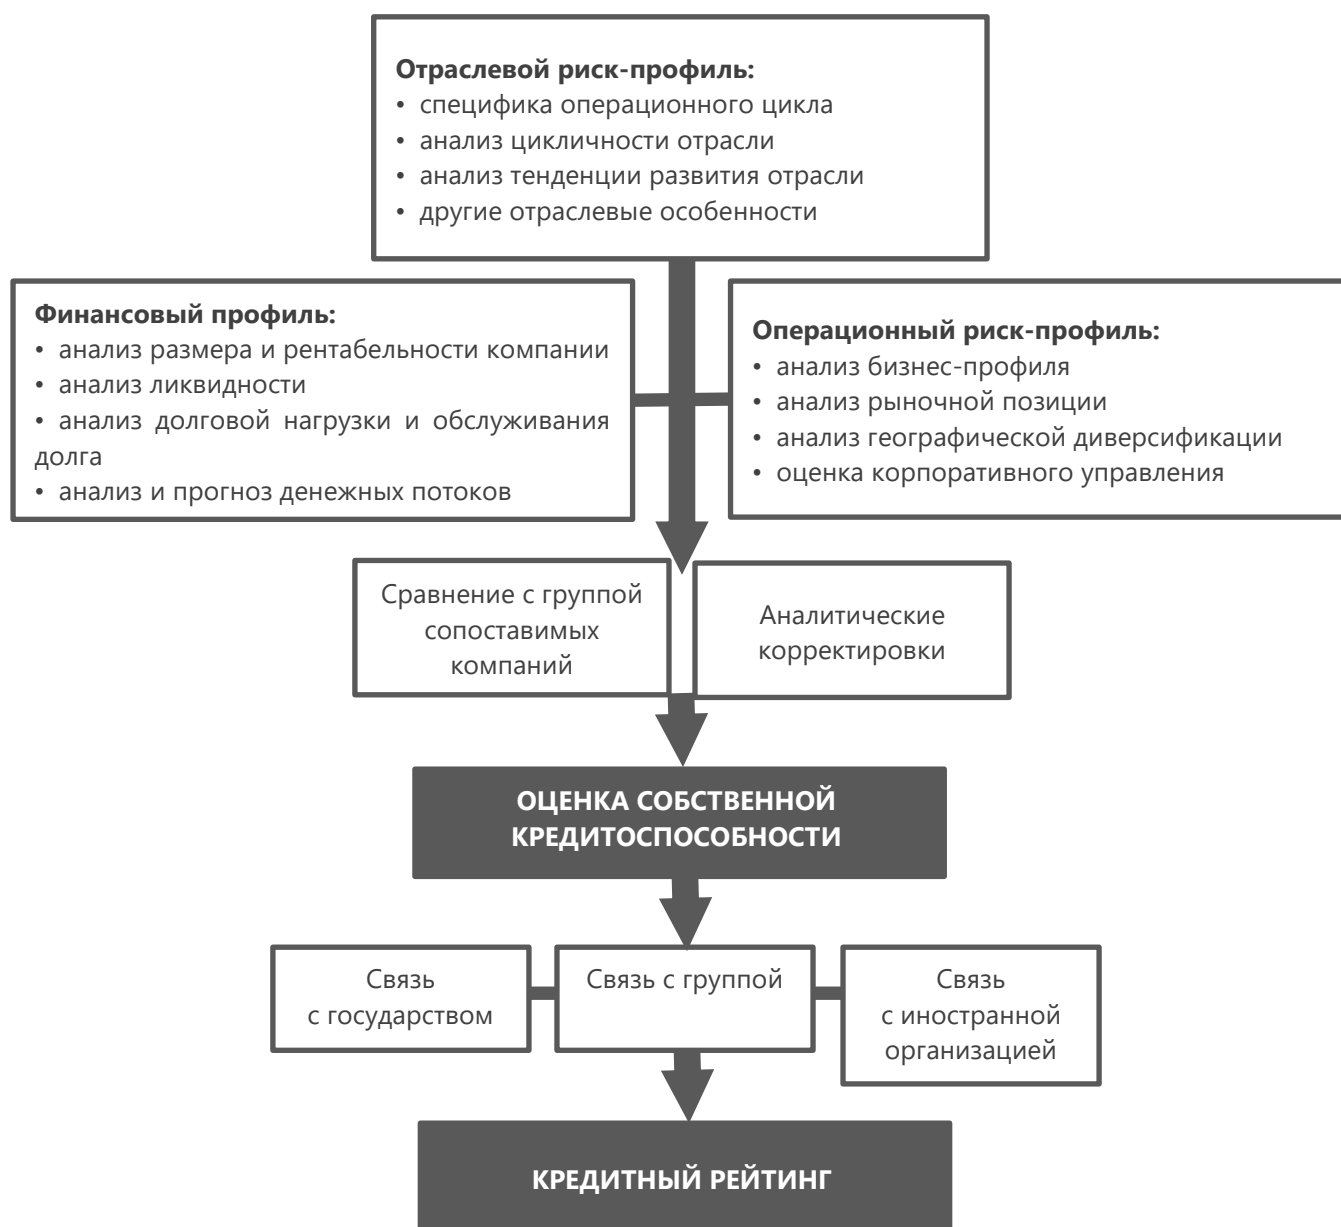 Отраслевой риск-профиль:
• специфика операционного цикла
• анализ цикличности отрасли
• анализ тенденции развития отрасли
• другие отраслевые особенности
Финансовый профиль:
• анализ размера и рентабельности компании
• анализ ликвидности
• анализ долговой нагрузки и обслуживания
долга
• анализ и прогноз денежных потоков
Операционный риск-профиль:
• анализ бизнес-профиля
• анализ рыночной позиции
• анализ географической диверсификации
• оценка корпоративного управления
Сравнение с группой
сопоставимых
компаний
Аналитические
корректировки
ОЦЕНКА СОБСТВЕННОЙ
КРЕДИТОСПОСОБНОСТИ
Связь
с государством
Связь с группой
Связь
с иностранной
организацией
КРЕДИТНЫЙ РЕЙТИНГ